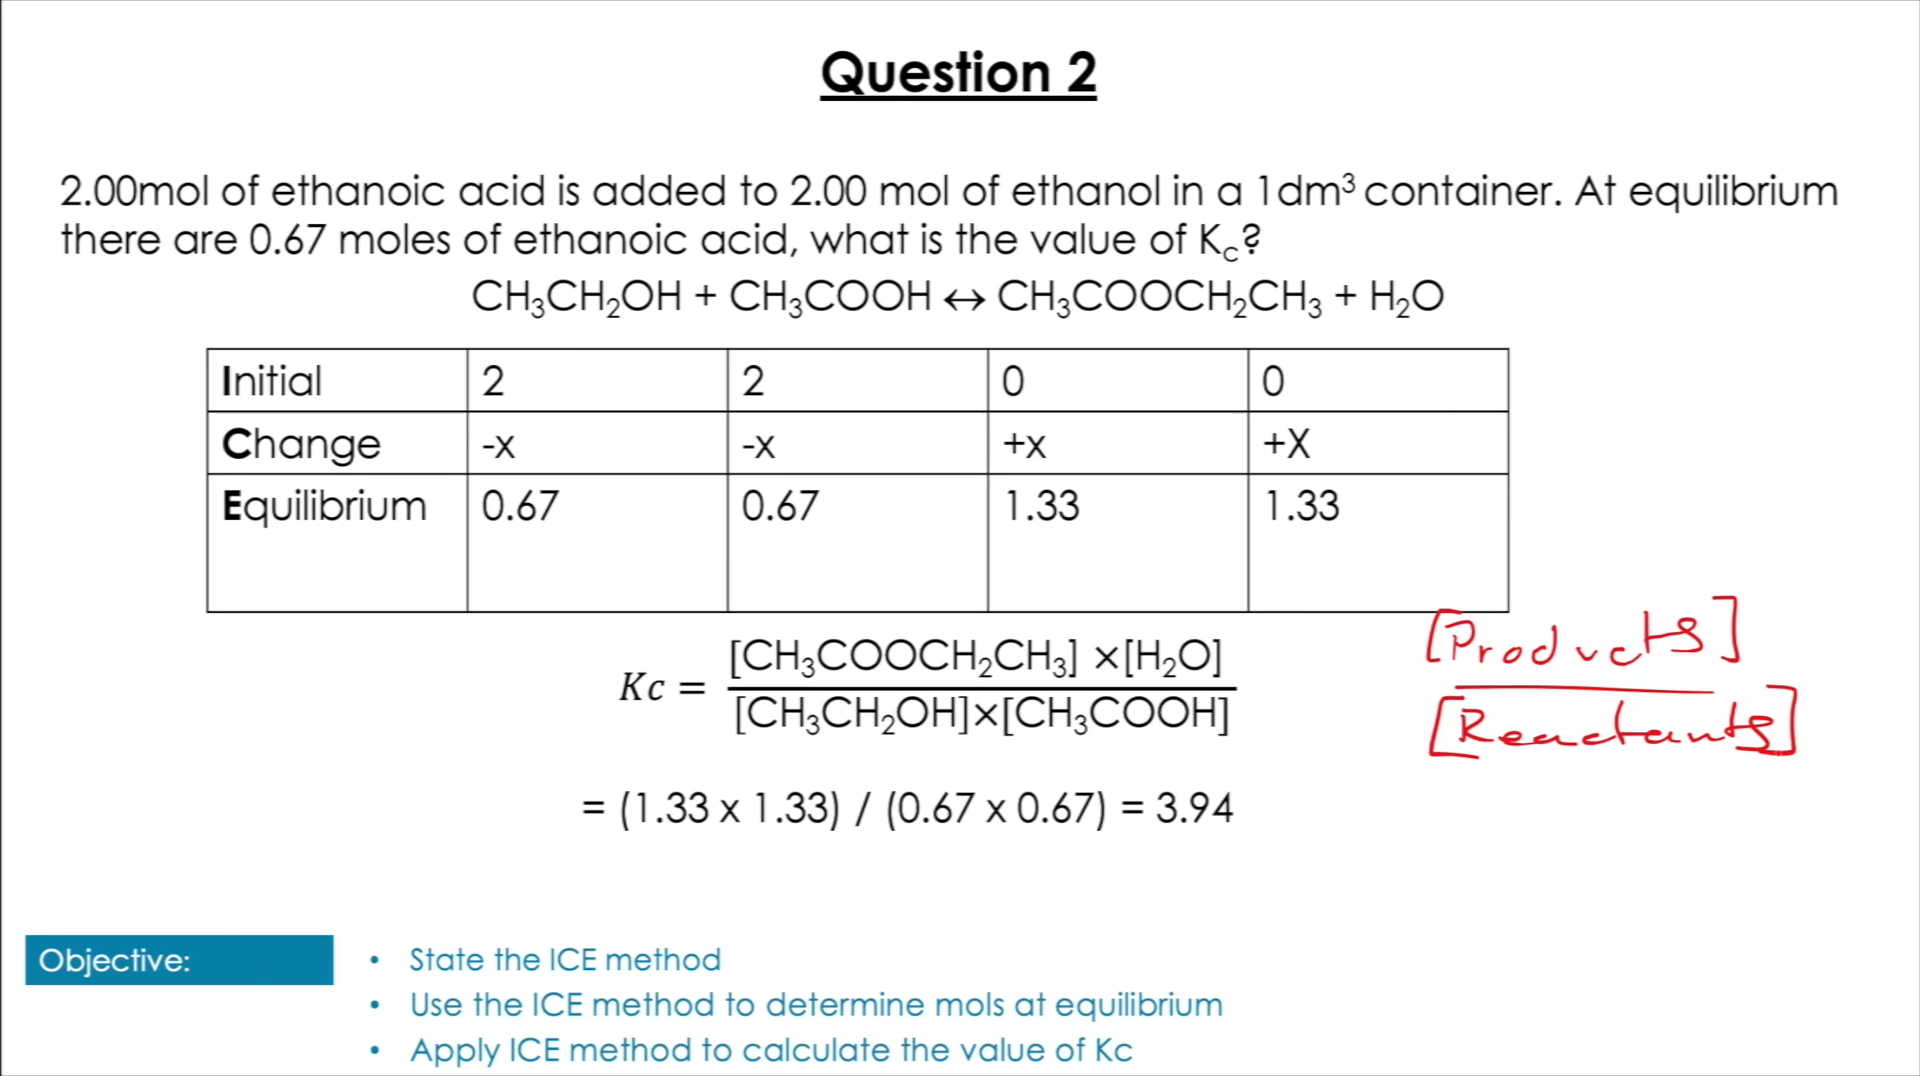 Question 2
2.00mol of ethanoic acid is added to 2.00 mol of ethanol in a 1dm³ container. At equilibrium
there are 0.67 moles of ethanoic acid, what is the value of K꜀?
CH₃CH₂OH + CH₃COOH ↔ CH₃COOCH₂CH₃ + H₂O
Initial 2 2 0 0
Change -x -x +x +X
Equilibrium 0.67 0.67 1.33 1.33
[Products]
[Reactants]
Kc = [CH₃COOCH₂CH₃] ×[H₂O]
[CH₃CH₂OH]×[CH₃COOH]
= (1.33 x 1.33) / (0.67 x 0.67) = 3.94
Objective:
• State the ICE method
• Use the ICE method to determine mols at equilibrium
• Apply ICE method to calculate the value of Kc